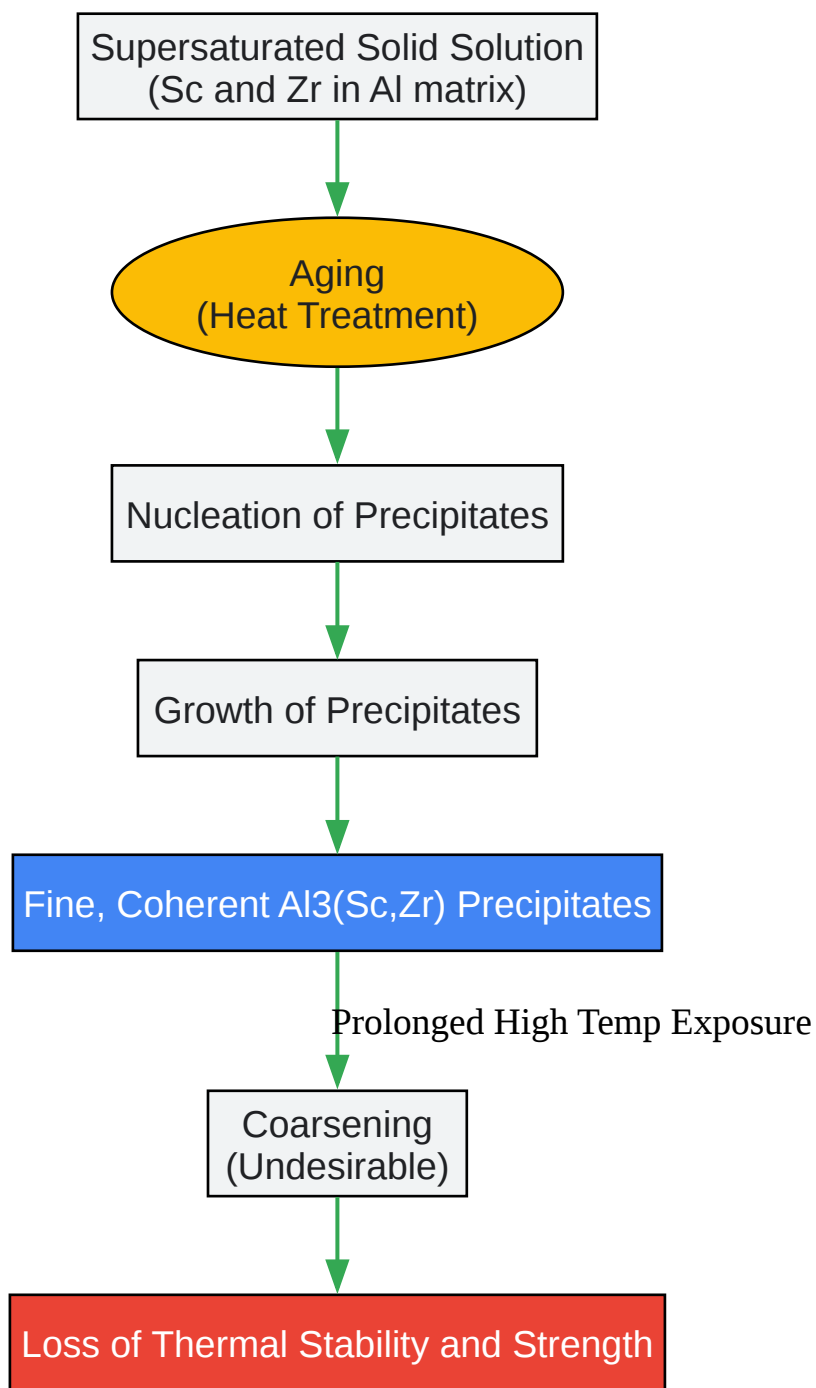 Supersaturated Solid Solution
(Sc and Zr in Al matrix)
Aging
(Heat Treatment)
Nucleation of Precipitates
Growth of Precipitates
Fine, Coherent Al3(Sc,Zr) Precipitates
Prolonged High Temp Exposure
Coarsening
(Undesirable)
Loss of Thermal Stability and Strength